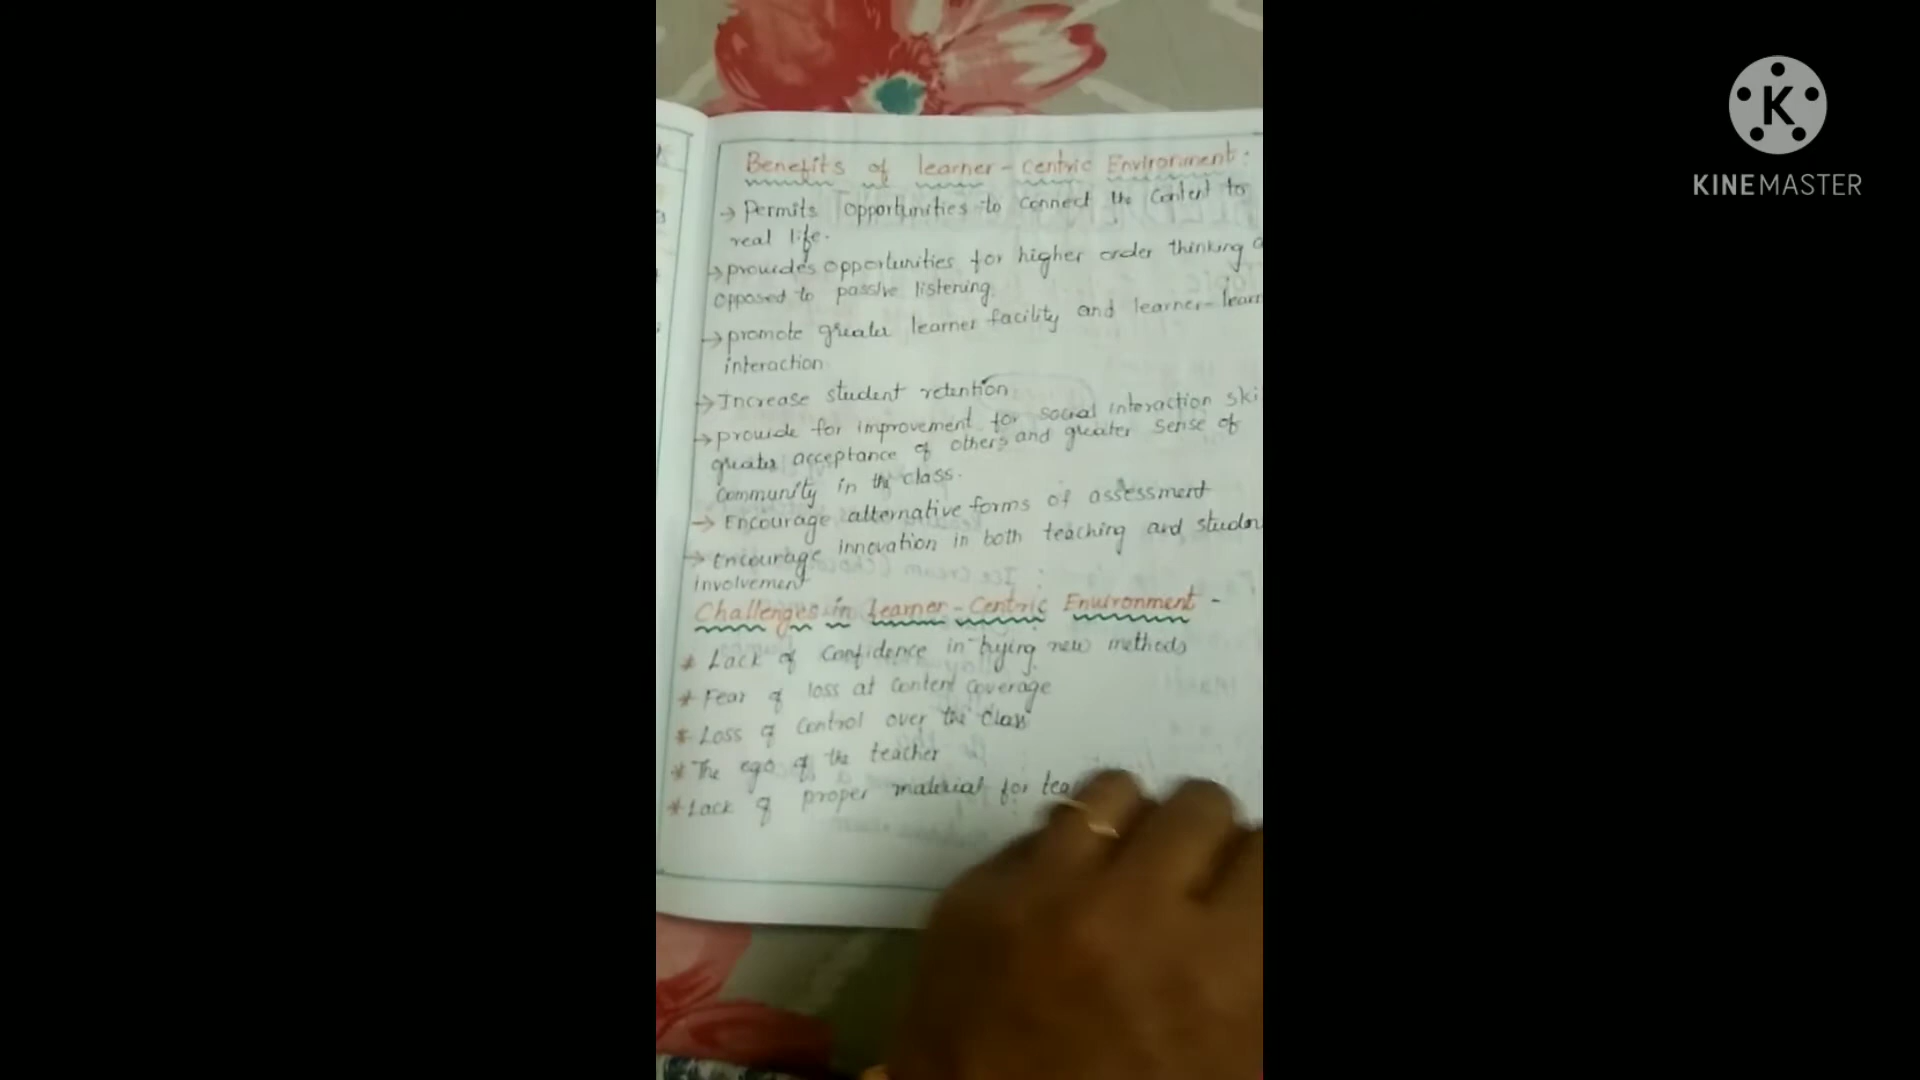 Benefits of learner-Centric Environment:
→ Permits opportunities to connect the content to
real life.
→ provides opportunities for higher order thinking
opposed to passive listening.
→ promote greater learner facility and learner-
interaction
→ Increase student retention
→ provide for improvement for social interaction
greater acceptance of others and greater sense of
community in the class.
→ Encourage alternative forms of assessment
→ Encourage innovation in both teaching and
involvement
Challenges in Learner-Centric Environment -
* Lack of Confidence in trying new methods
* Fear of loss at content coverage
* Loss of control over the class
* The ego of the teacher
* Lack of proper material for
K
KINEMASTER